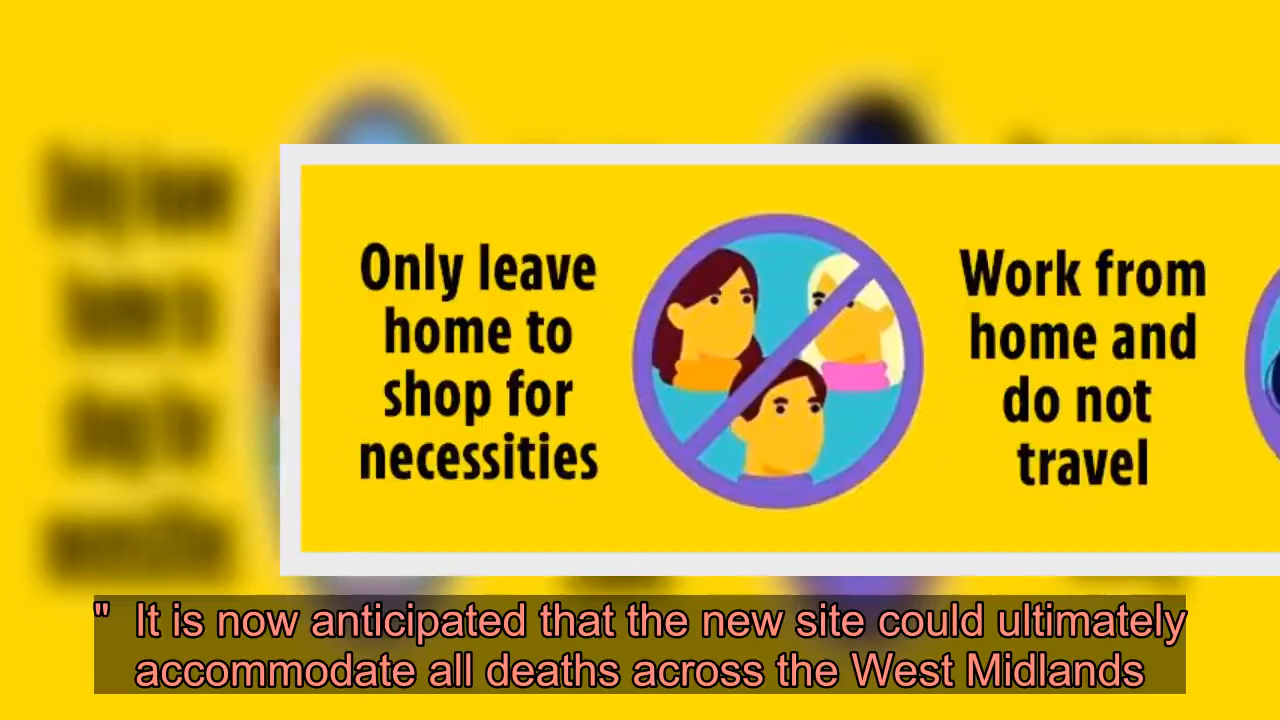 Only leave
home to
shop for
necessities
Work from
home and
do not
travel
" It is now anticipated that the new site could ultimately
accommodate all deaths across the West Midlands